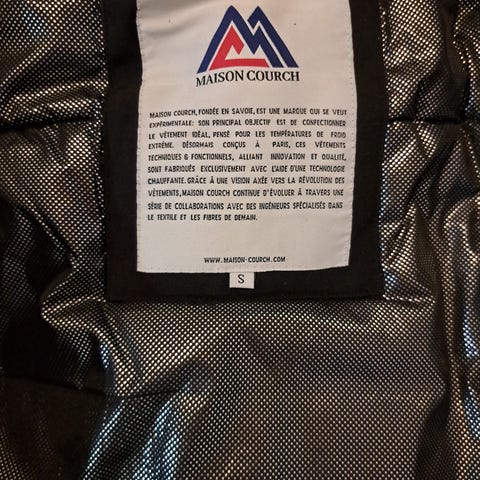 MAISON COURCH
MAISON COURCH, FONDÉE EN SAVOIE, EST UNE MARQUE QUI SE VEUT
EXPÉRIMENTALE: SON PRINCIPAL OBJECTIF EST DE CONFECTIONNER
LE VÊTEMENT IDÉAL, PENSÉ POUR LES TEMPÉRATURES DE FROID
EXTRÊME. DÉSORMAIS CONÇUS À PARIS, CES VÊTEMENTS
TECHNIQUES & FONCTIONNELS, ALLIANT INNOVATION ET QUALITÉ,
SONT FABRIQUÉS EXCLUSIVEMENT AVEC L'AIDE D'UNE TECHNOLOGIE
CHAUFFANTE. GRÂCE À UNE VISION AXÉE VERS LA RÉVOLUTION DES
VÊTEMENTS, MAISON COURCH CONTINUE D'ÉVOLUER À TRAVERS UNE
SÉRIE DE COLLABORATIONS AVEC DES INGÉNIEURS SPÉCIALISÉS DANS
LE TEXTILE ET LES FIBRES DE DEMAIN.
WWW.MAISON-COURCH.COM
S